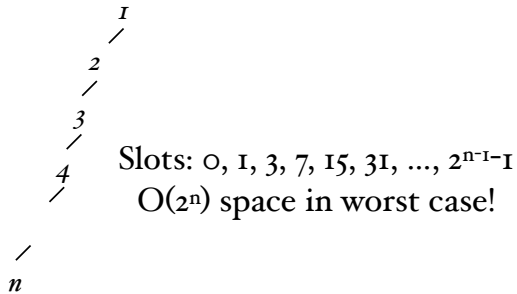 1
2
3
4
Slots: 0, 1, 3, 7, 15, 31, ..., 2ⁿ⁻¹-1
O(2ⁿ) space in worst case!
n